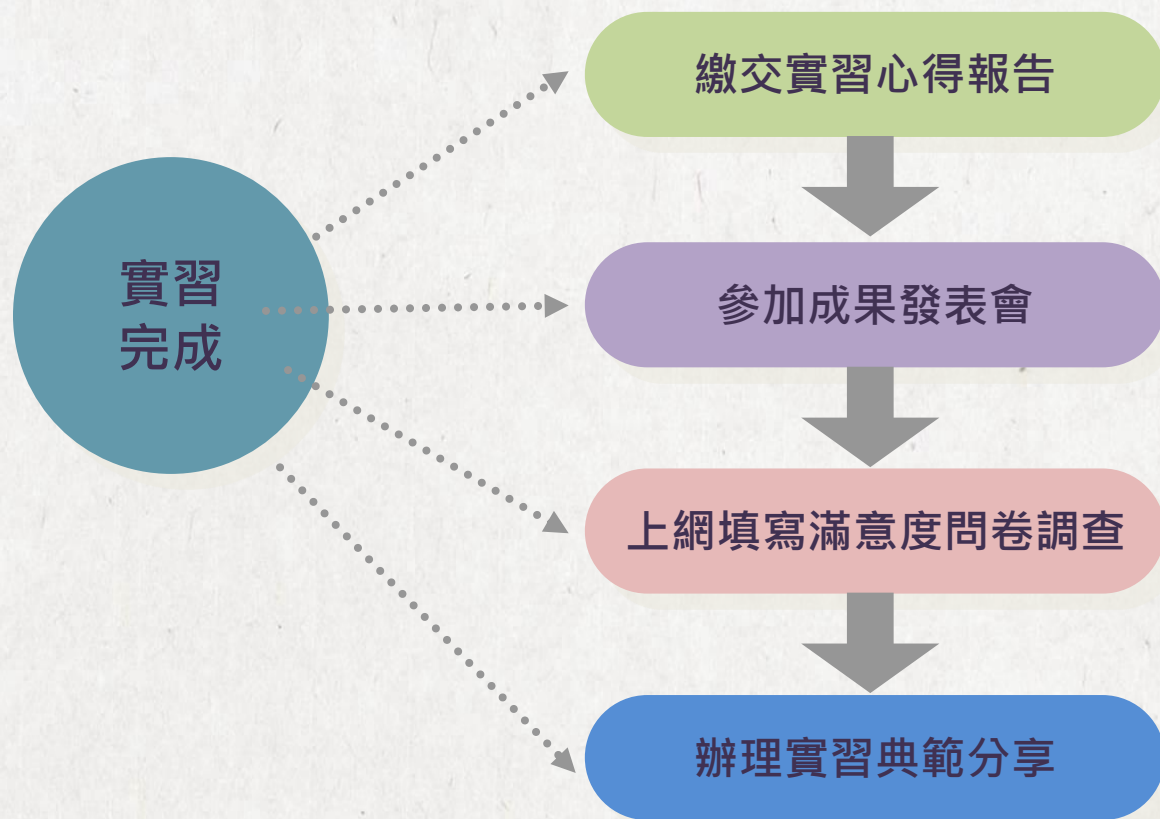 實習
完成
繳交實習心得報告
參加成果發表會
上網填寫滿意度問卷調查
辦理實習典範分享